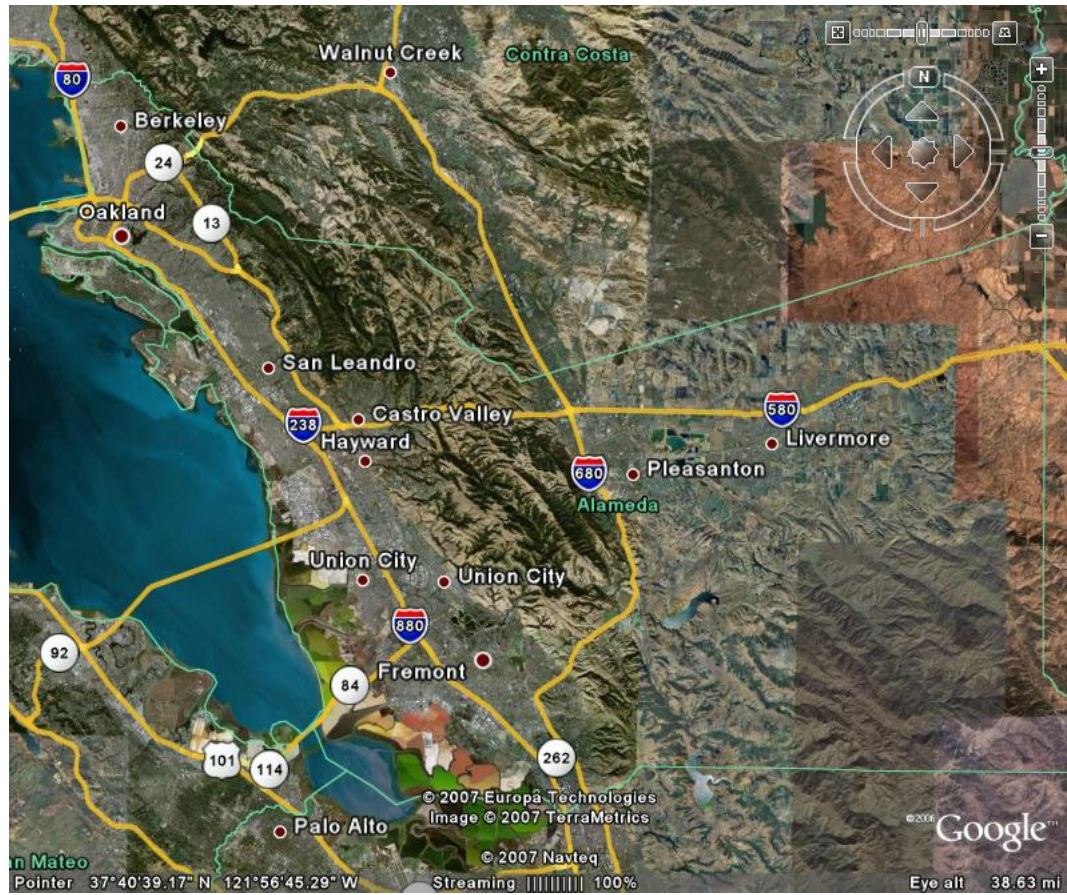 Walnut Creek
Contra Costa
N
80
Berkeley
24
Oakland
13
San Leandro
580
238
Castro Valley
Hayward
Livermore
680
Pleasanton
Alameda
Union City
Union City
880
92
Fremont
84
101
114
262
© 2007 Europa Technologies
Image © 2007 TerraMetrics
©2006 Google™
Palo Alto
© 2007 Navteq
an Mateo
Pointer 37°40'39.17" N 121°56'45.29" W Streaming 100% Eye alt 38.63 mi